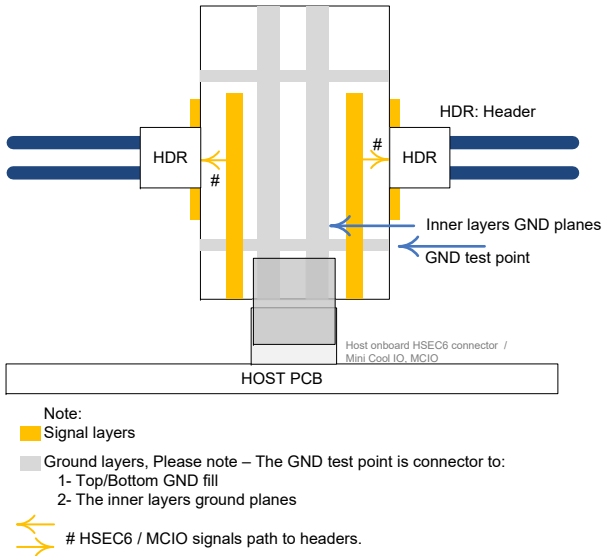 HDR: Header
#
HDR
HDR
#
Inner layers GND planes
GND test point
Host onboard HSEC6 connector /
Mini Cool IO, MCIO
HOST PCB
Note:
Signal layers
Ground layers, Please note – The GND test point is connector to:
1- Top/Bottom GND fill
2- The inner layers ground planes
# HSEC6 / MCIO signals path to headers.